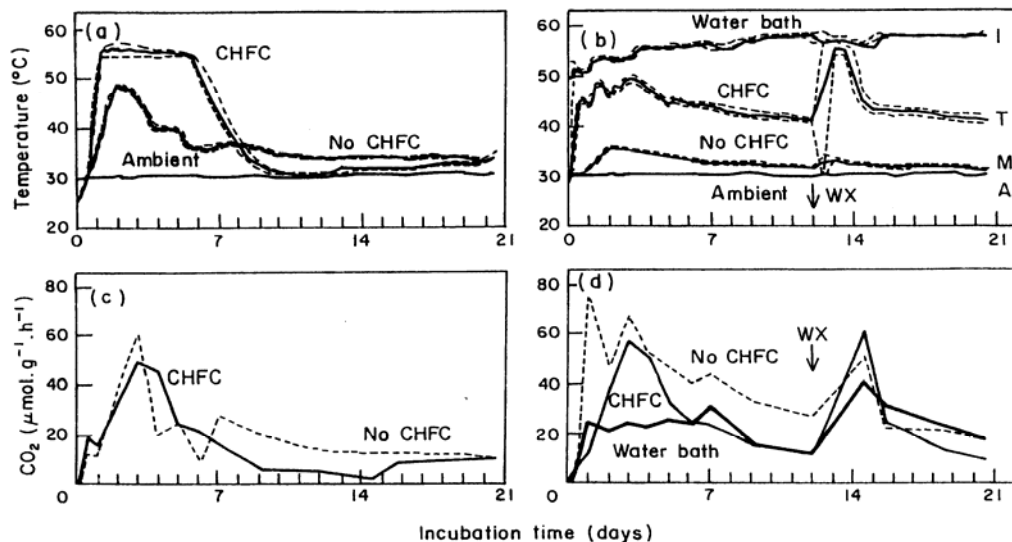 (a)
CHFC
No CHFC
Ambient
Temperature (°C)
60
50
40
30
20
0 7 14 21
(b)
Water bath
CHFC
No CHFC
Ambient
WX
I
T
M
A
60
50
40
30
20
0 7 14 21
(c)
CHFC
No CHFC
CO₂ (μmol.g⁻¹.h⁻¹)
80
60
40
20
0 7 14 21
(d)
WX
No CHFC
CHFC
Water bath
80
60
40
20
0 7 14 21
Incubation time (days)